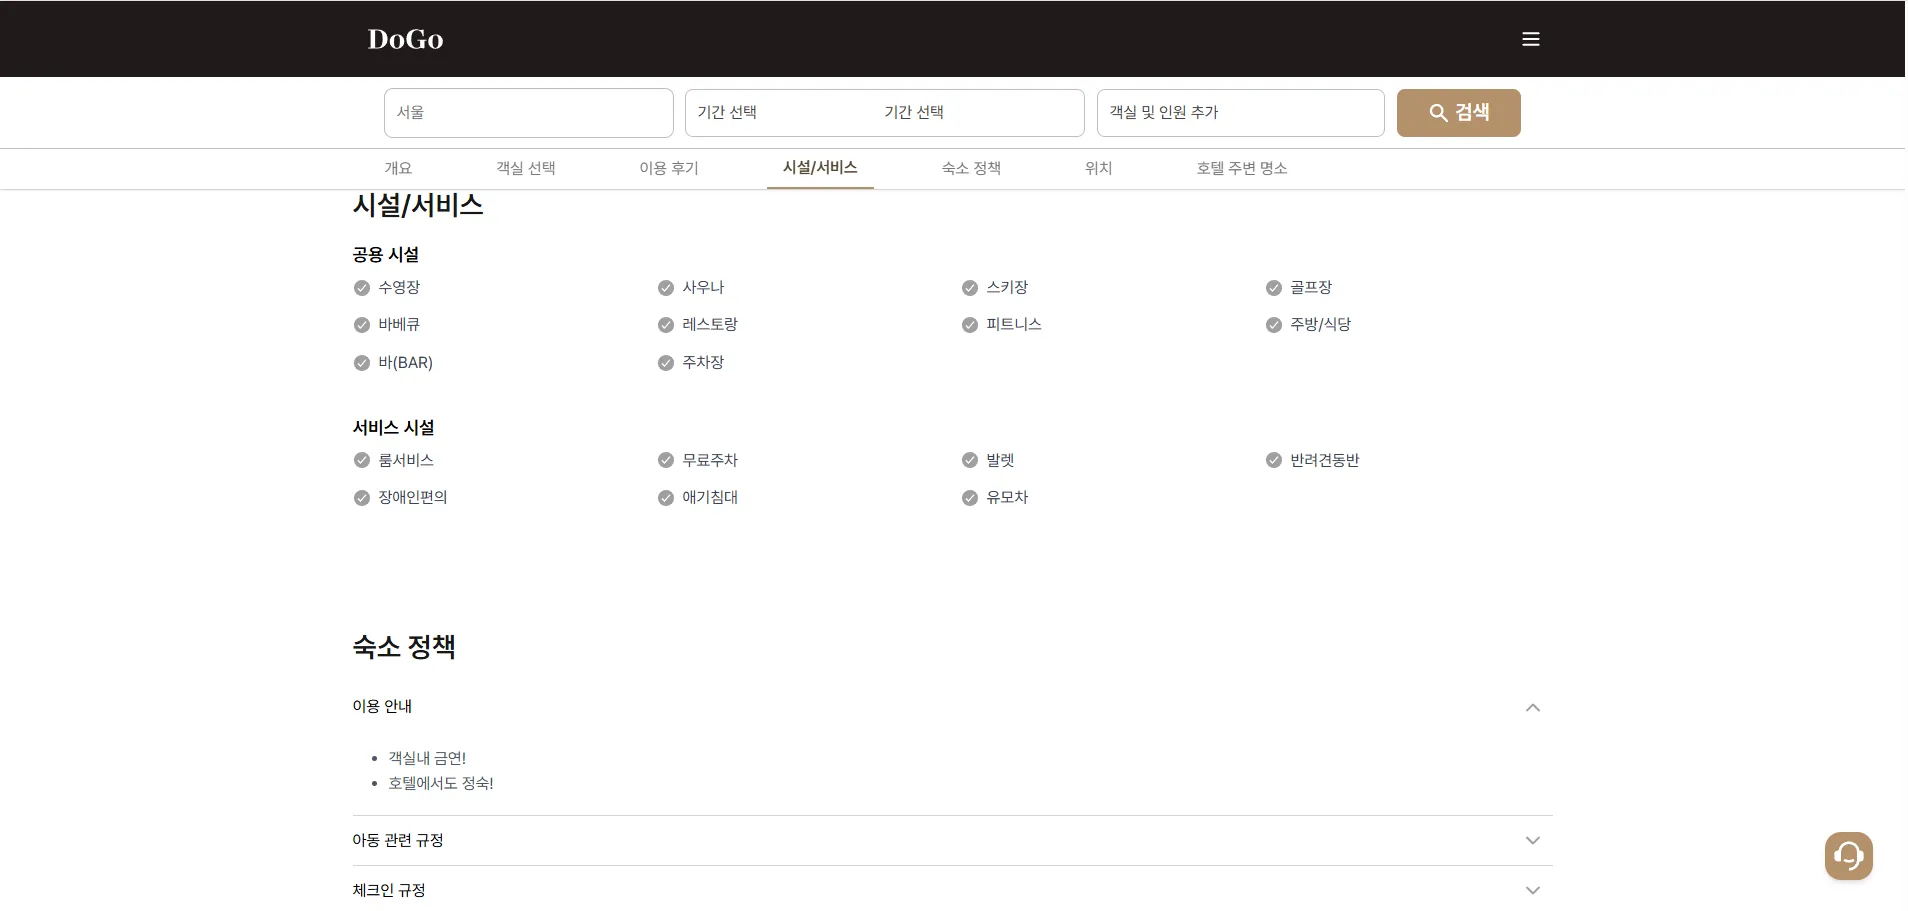 DoGo
서울 기간 선택 기간 선택 객실 및 인원 추가 검색
개요 객실 선택 이용 후기 시설/서비스 숙소 정책 위치 호텔 주변 명소
시설/서비스
공용 시설
수영장 사우나 스키장 골프장
바베큐 레스토랑 피트니스 주방/식당
바(BAR) 주차장
서비스 시설
룸서비스 무료주차 발렛 반려견동반
장애인편의 애기침대 유모차
숙소 정책
이용 안내
객실내 금연!
호텔에서도 정숙!
아동 관련 규정
체크인 규정